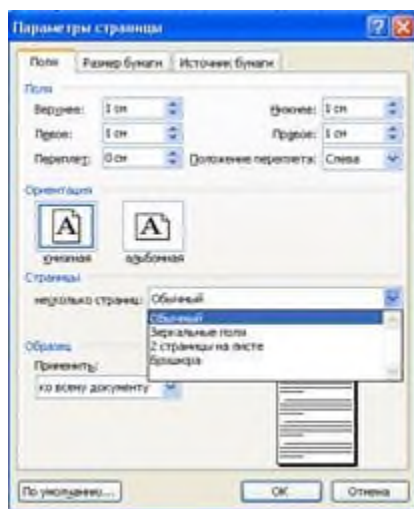 Параметры страницы
Поля Размер бумаги Источник бумаги
Поля
Верхнее: 1 см Нижнее: 1 см
Левое: 1 см Правое: 1 см
Переплет: 0 см Положение переплета: Слева
Ориентация
A A
книжная альбомная
Страницы
несколько страниц: Обычный
Обычный
Зеркальные поля
2 страницы на листе
Брошюра
Образец
Применить:
ко всему документу
По умолчанию... ОК Отмена